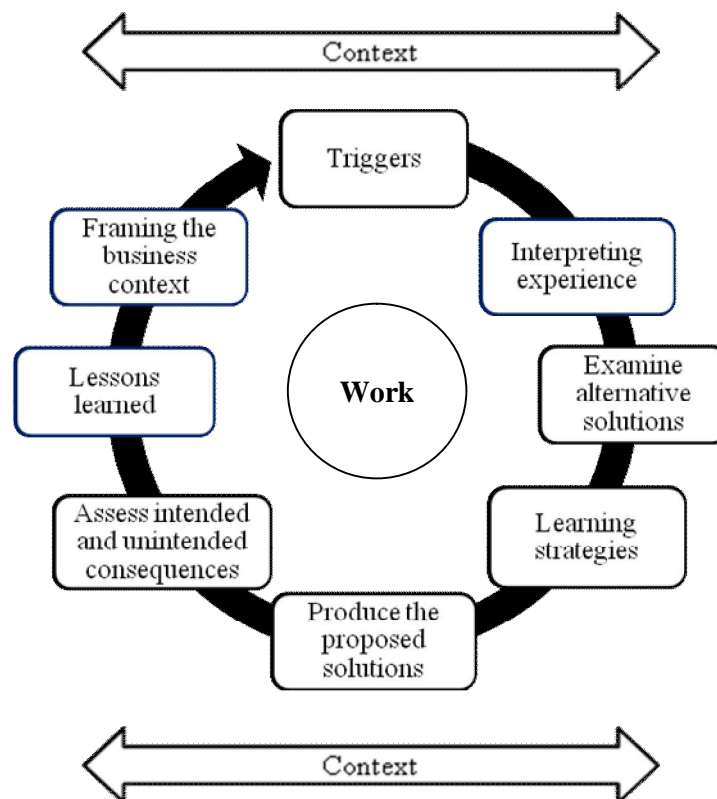 Context
Triggers
Interpreting
experience
Examine
alternative
solutions
Learning
strategies
Produce the
proposed
solutions
Assess intended
and unintended
consequences
Lessons
learned
Framing the
business
context
Work
Context